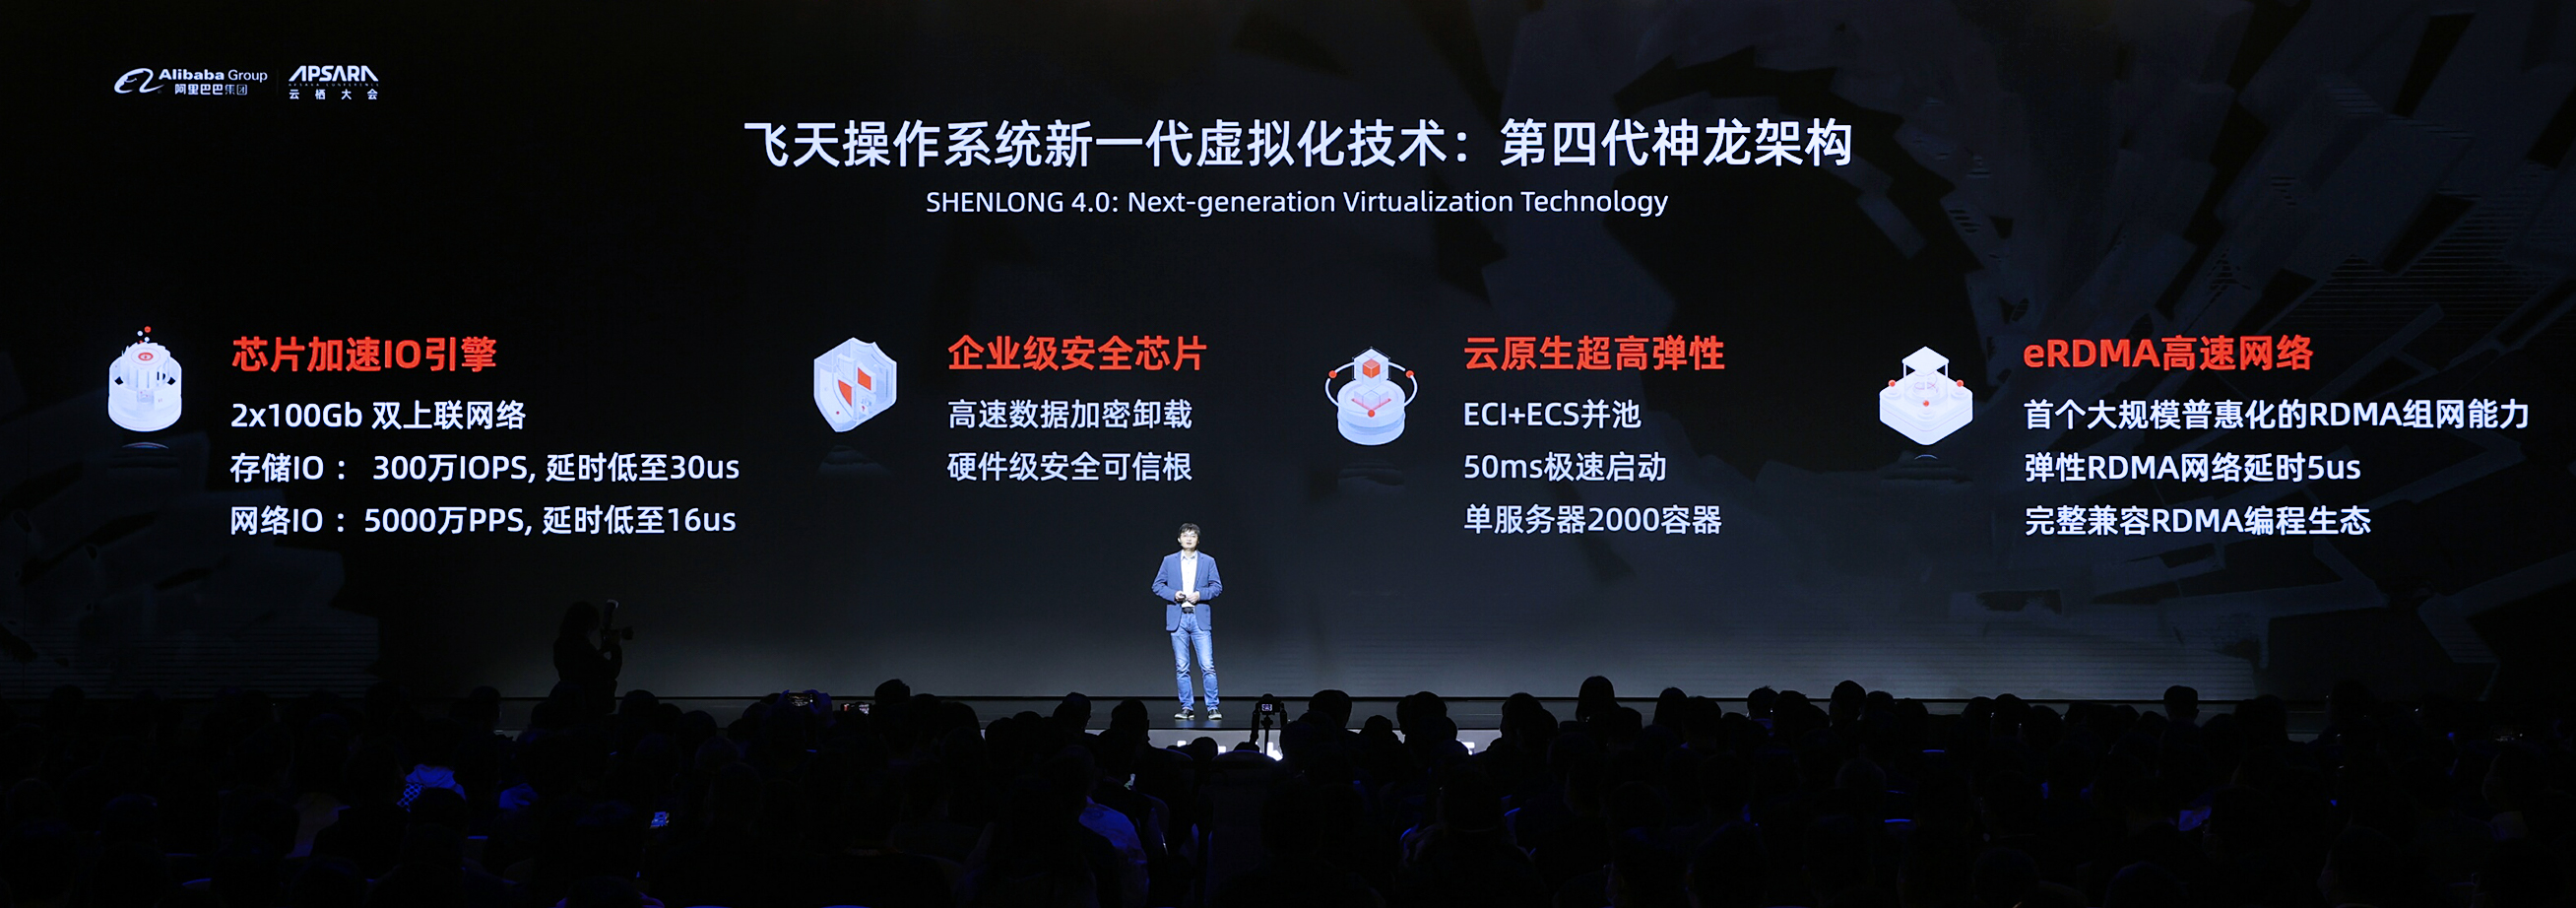 Alibaba Group
阿里巴巴集团
APSARA
云栖大会
飞天操作系统新一代虚拟化技术：第四代神龙架构
SHENLONG 4.0: Next-generation Virtualization Technology
芯片加速IO引擎
2x100Gb 双上联网络
存储IO： 300万IOPS, 延时低至30us
网络IO：5000万PPS, 延时低至16us
企业级安全芯片
高速数据加密卸载
硬件级安全可信根
云原生超高弹性
ECI+ECS并池
50ms极速启动
单服务器2000容器
eRDMA高速网络
首个大规模普惠化的RDMA组网能力
弹性RDMA网络延时5us
完整兼容RDMA编程生态